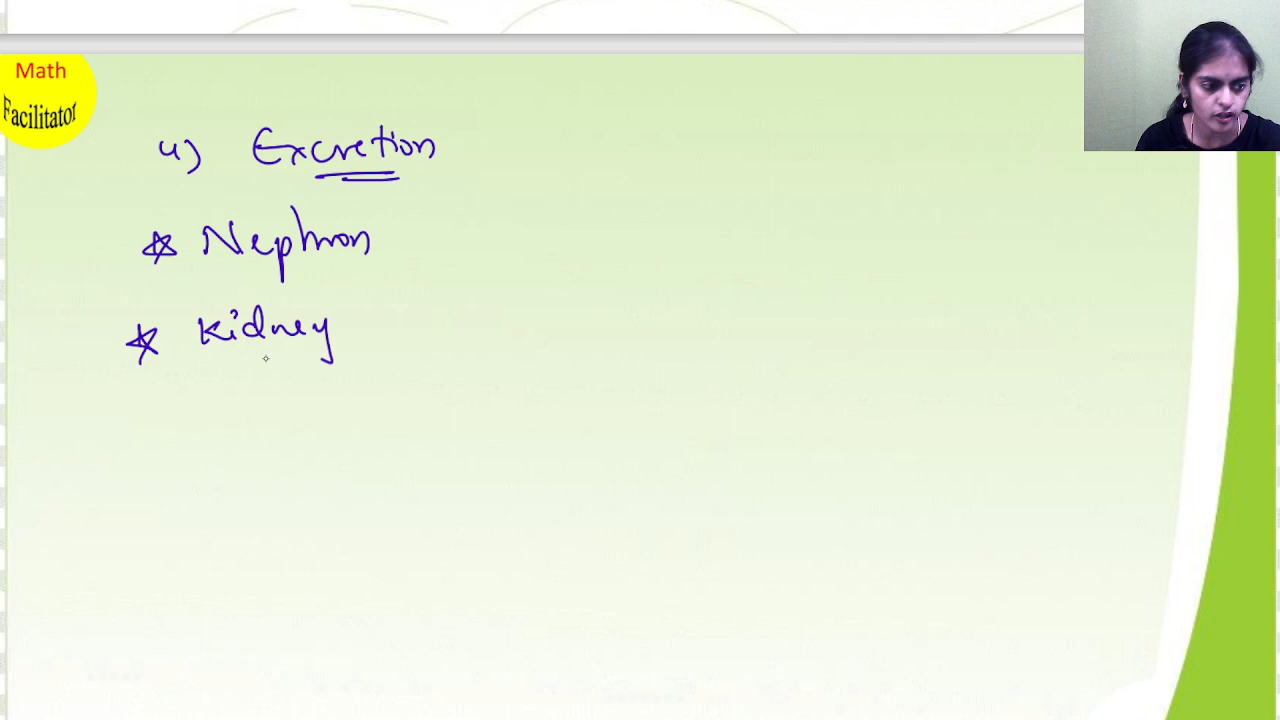 Math
Facilitator
4) Excretion
☆ Nephron
☆ Kidney